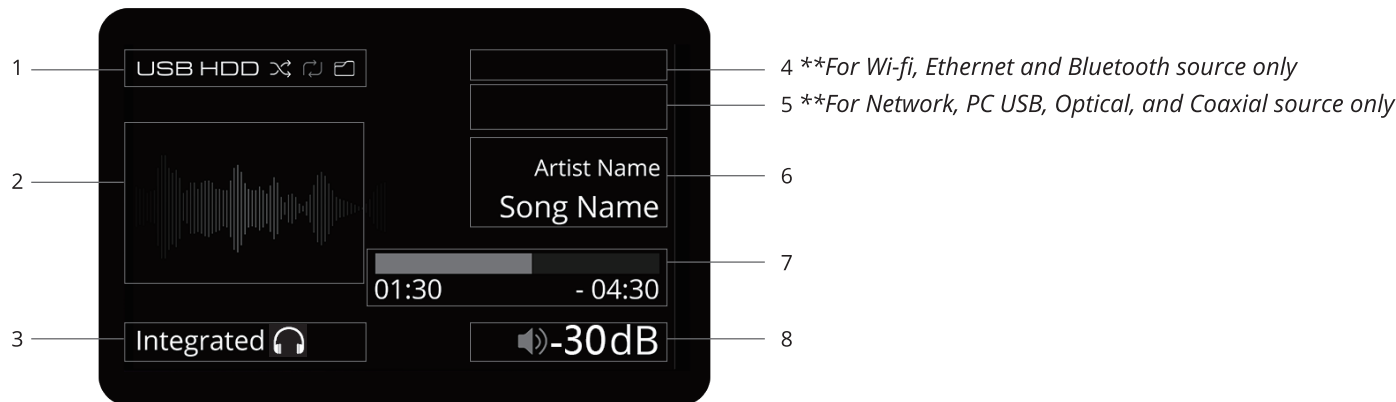 1
USB HDD
2
3
Integrated
4 **For Wi-fi, Ethernet and Bluetooth source only
5 **For Network, PC USB, Optical, and Coaxial source only
Artist Name
Song Name
6
01:30
- 04:30
7
-30dB
8